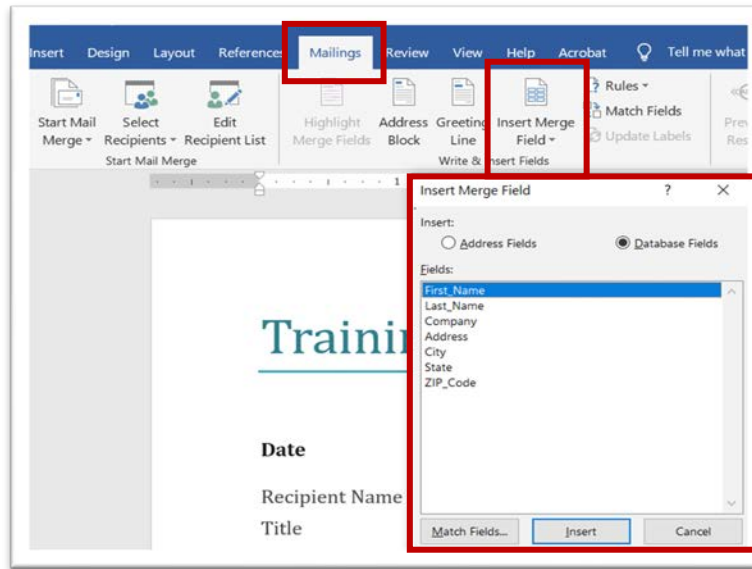 Insert Design Layout References Mailings Review View Help Acrobat Tell me what
Start Mail Merge Select Recipients Edit Recipient List Highlight Merge Fields Address Block Greeting Line Insert Merge Field Rules
Match Fields
Update Labels
Start Mail Merge Write & Insert Fields
1
Insert Merge Field ? ×
Insert:
Address Fields Database Fields
Fields:
First_Name
Last_Name
Company
Address
City
State
ZIP_Code
Match Fields... Insert Cancel
Date
Recipient Name
Title